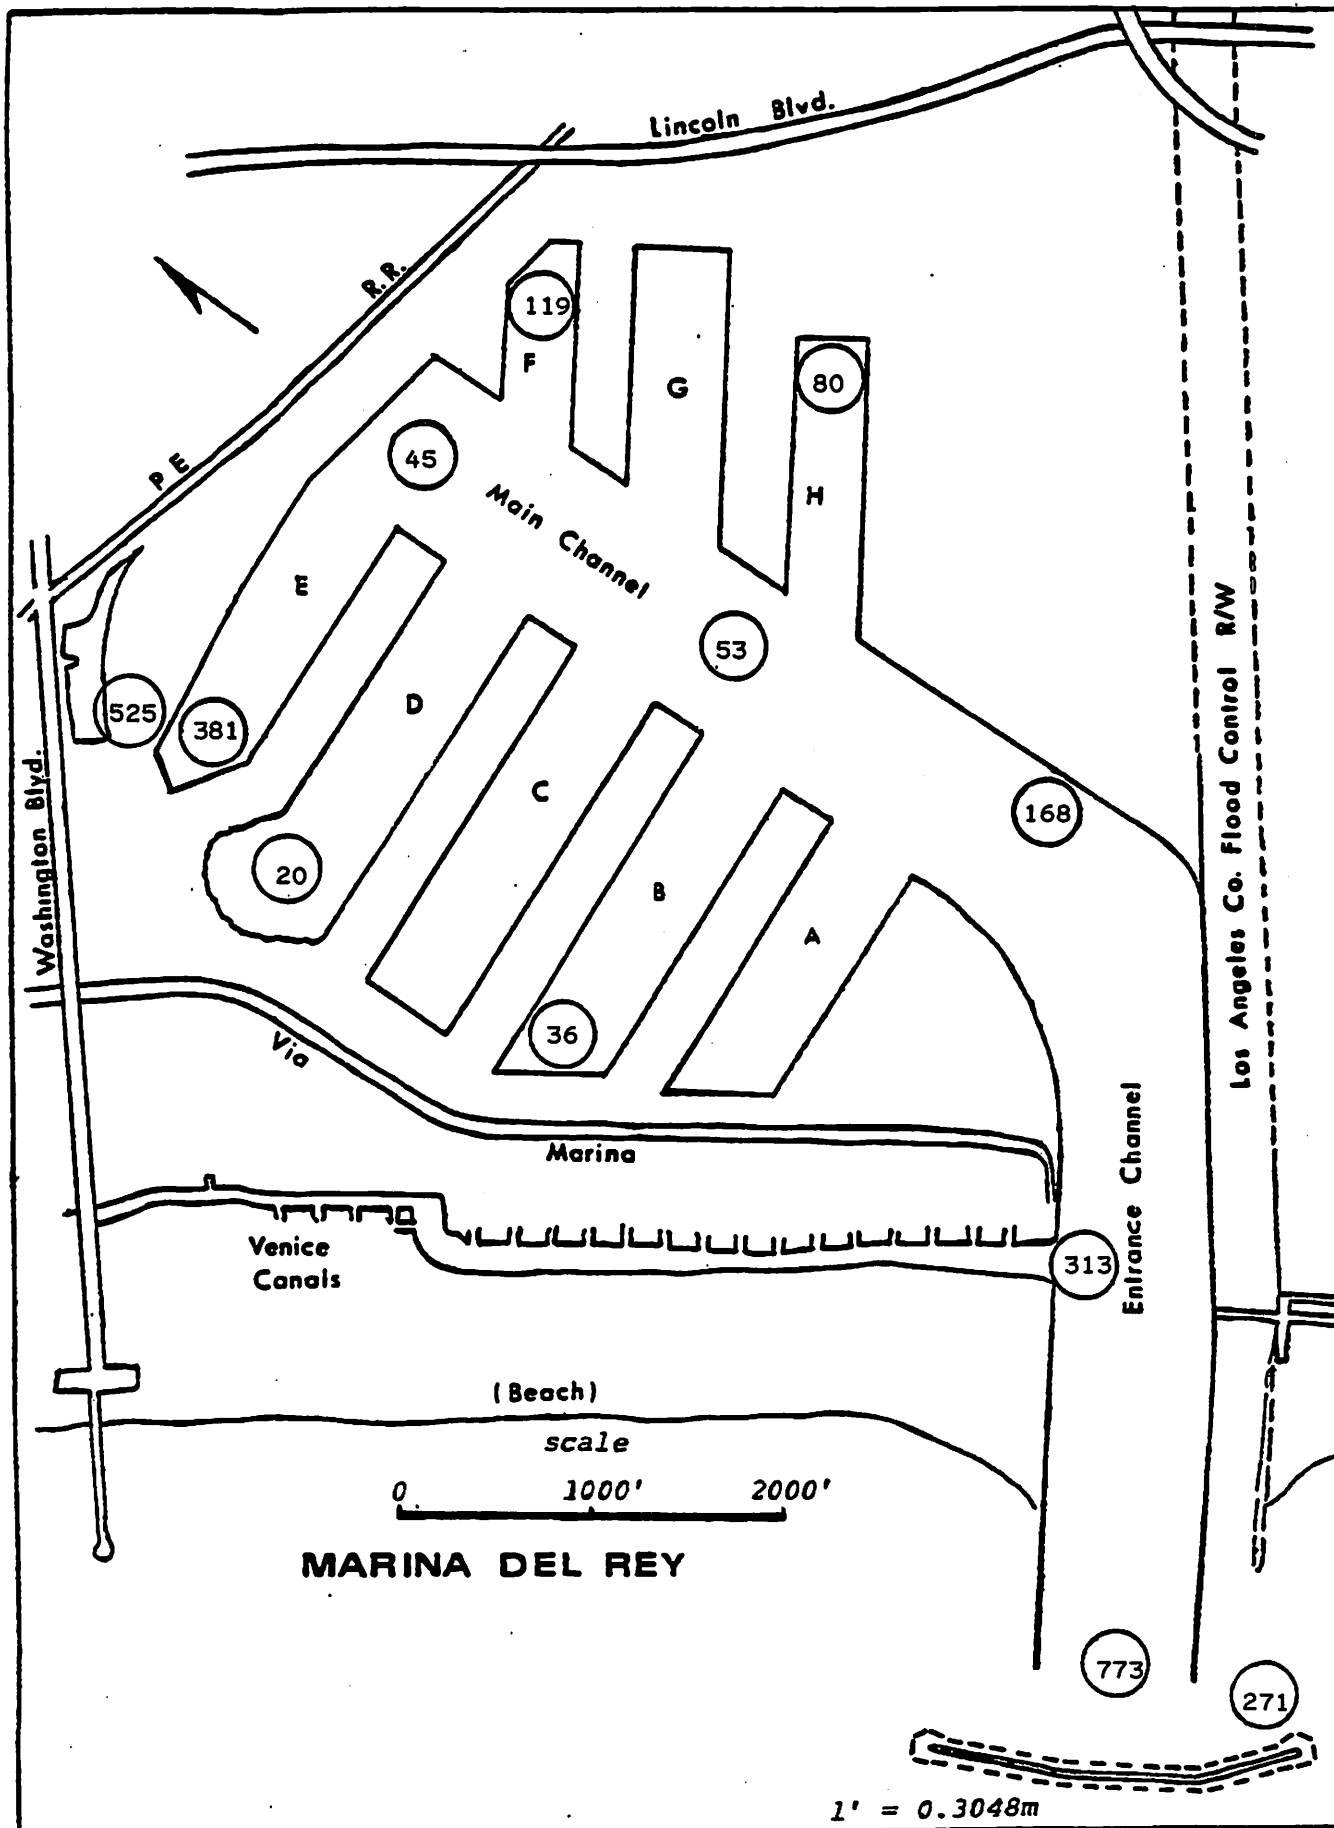 Lincoln Blvd.
P E R.R.
119
F
G
80
45
H
Main Channel
E
53
D
525
381
C
168
Washington Blvd.
20
B
A
Los Angeles Co. Flood Control R/W
36
Via Marina
Entrance Channel
Venice
Canals
313
(Beach)
scale
0 1000' 2000'
MARINA DEL REY
773
271
1' = 0.3048m